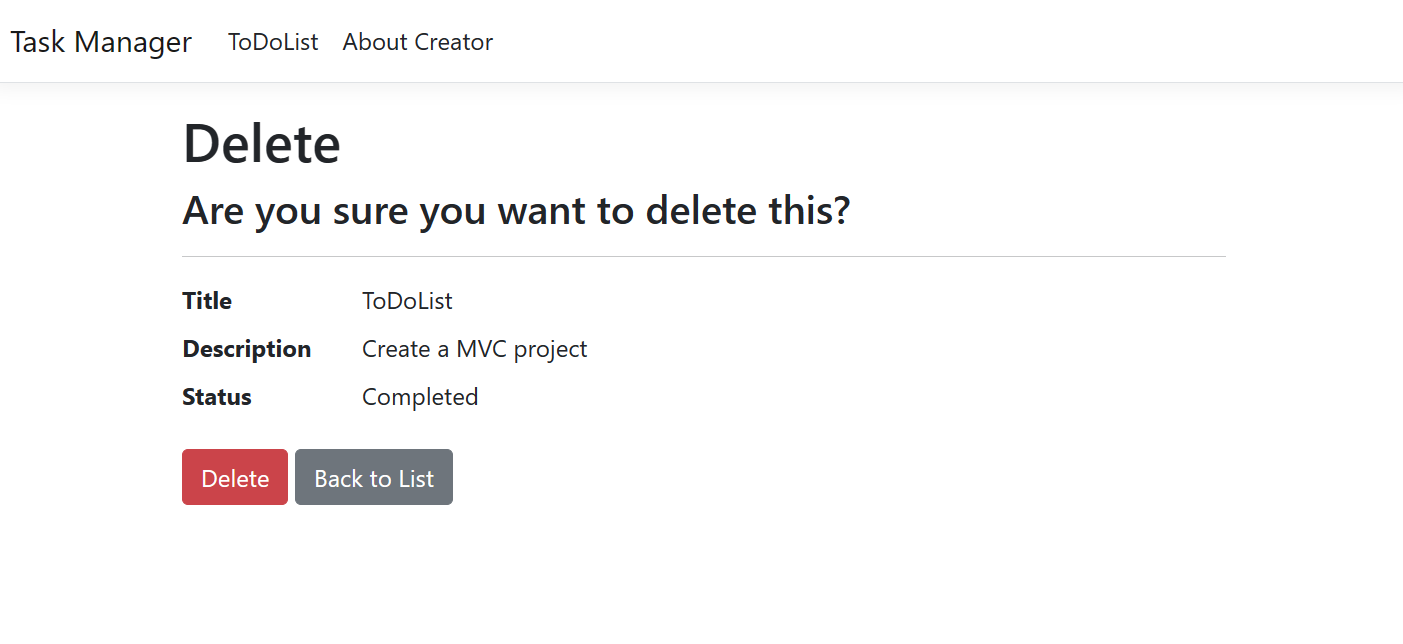 Task Manager ToDoList About Creator
Delete
Are you sure you want to delete this?
Title ToDoList
Description Create a MVC project
Status Completed
Delete Back to List